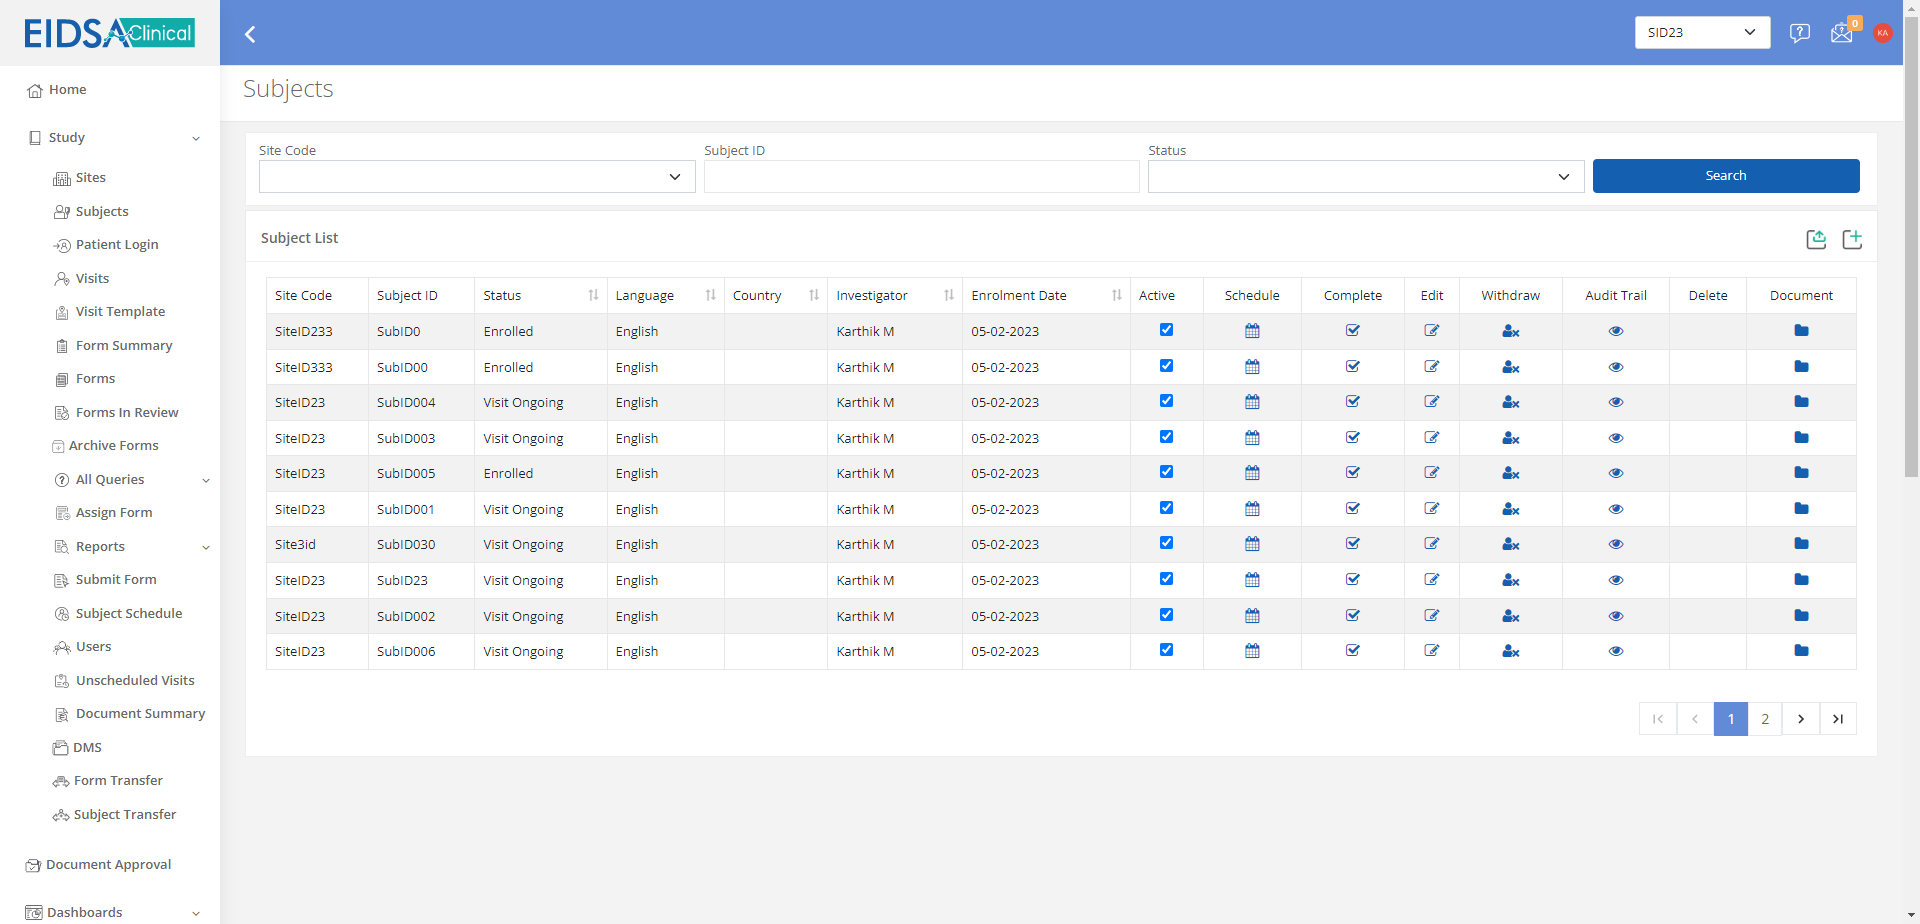 EIDSA Clinical
SID23
0
KA
Home
Study
Sites
Subjects
Patient Login
Visits
Visit Template
Form Summary
Forms
Forms In Review
Archive Forms
All Queries
Assign Form
Reports
Submit Form
Subject Schedule
Users
Unscheduled Visits
Document Summary
DMS
Form Transfer
Subject Transfer
Document Approval
Dashboards
Subjects
Site Code Subject ID Status
Search
Subject List
Site Code Subject ID Status Language Country Investigator Enrolment Date Active Schedule Complete Edit Withdraw Audit Trail Delete Document
SiteID233 SubID0 Enrolled English Karthik M 05-02-2023
SiteID333 SubID00 Enrolled English Karthik M 05-02-2023
SiteID23 SubID004 Visit Ongoing English Karthik M 05-02-2023
SiteID23 SubID003 Visit Ongoing English Karthik M 05-02-2023
SiteID23 SubID005 Enrolled English Karthik M 05-02-2023
SiteID23 SubID001 Visit Ongoing English Karthik M 05-02-2023
Site3id SubID030 Visit Ongoing English Karthik M 05-02-2023
SiteID23 SubID23 Visit Ongoing English Karthik M 05-02-2023
SiteID23 SubID002 Visit Ongoing English Karthik M 05-02-2023
SiteID23 SubID006 Visit Ongoing English Karthik M 05-02-2023
1 2